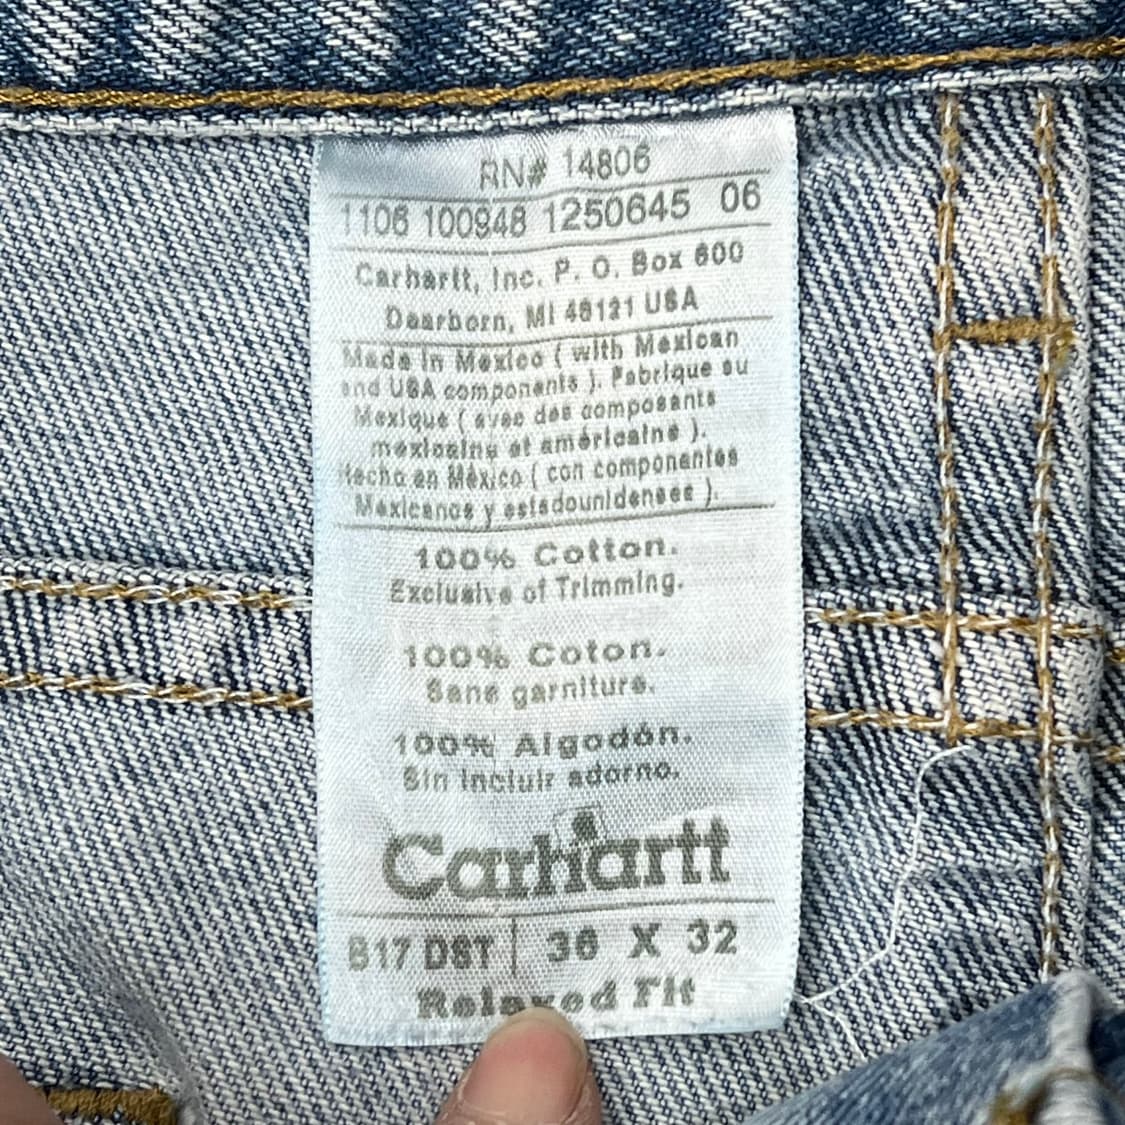 RN# 14806
1106 100948 1250645 06
Carhartt, Inc. P. O. Box 600
Dearborn, MI 48121 USA
Made in Mexico ( with Mexican
and USA components ). Fabrique au
Mexique ( avec des composants
mexicains et américains ).
Hecho en México ( con componentes
Mexicanos y estadounidenses ).
100% Cotton.
Exclusive of Trimming.
100% Coton.
Sans garniture.
100% Algodón.
Sin incluir adorno.
Carhartt
B17 DST 36 X 32
Relaxed Fit